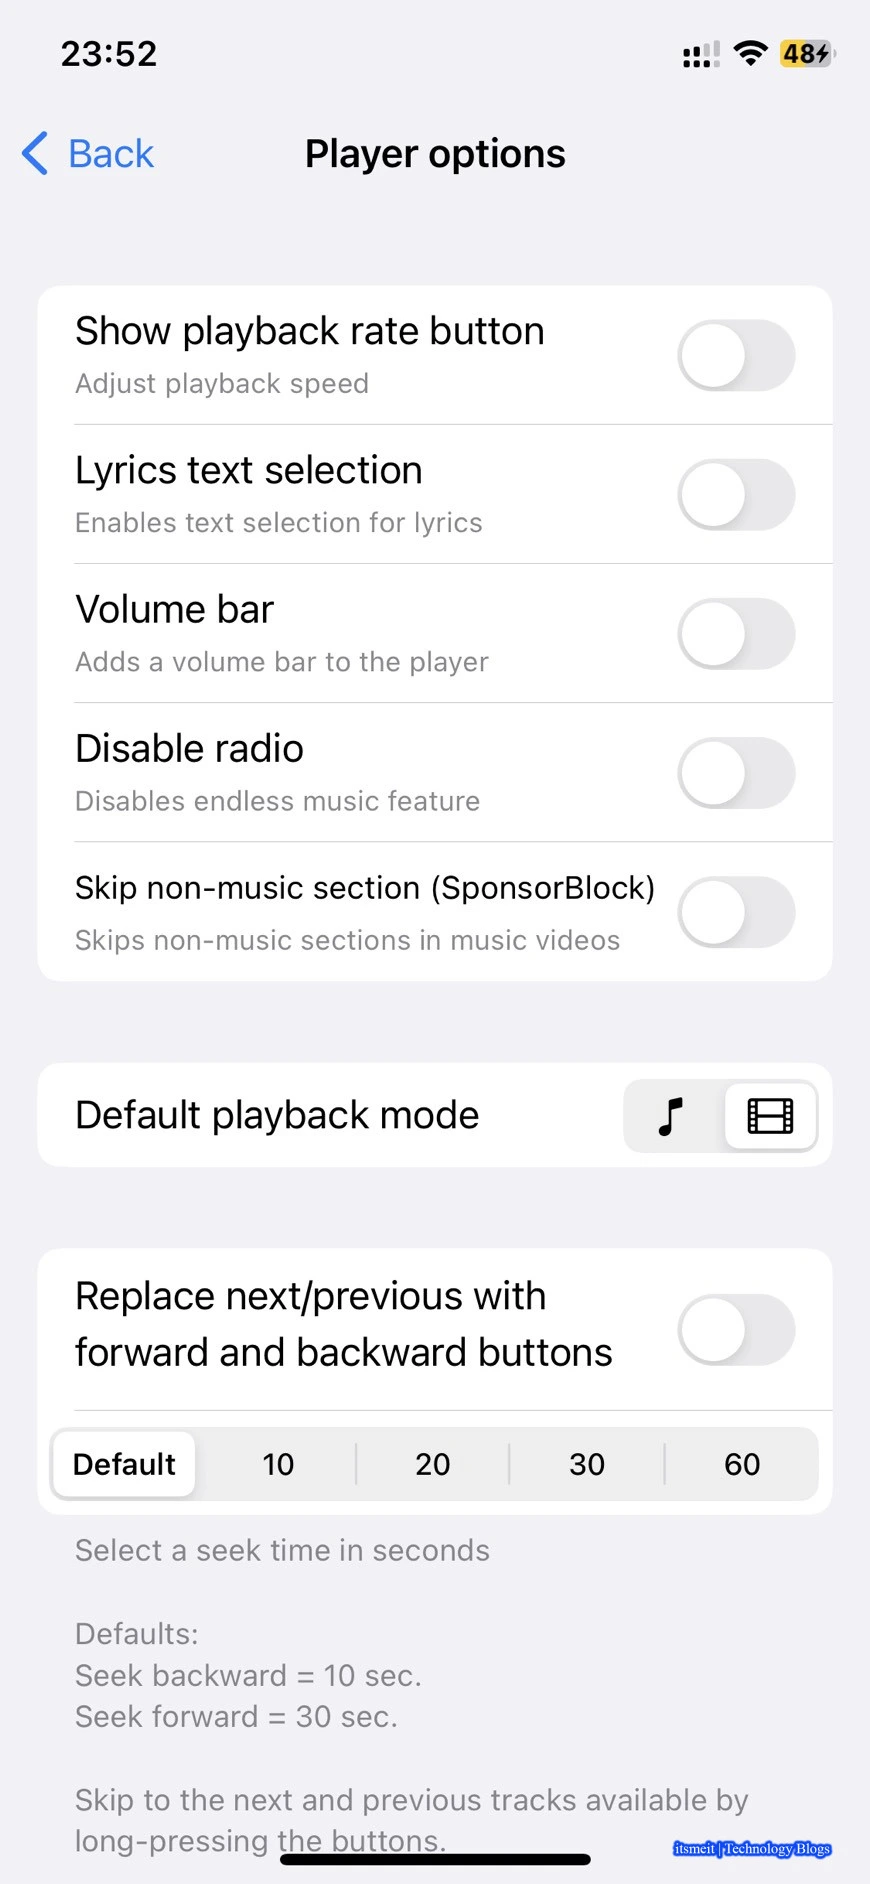 23:52
48
Back
Player options
Show playback rate button
Adjust playback speed
Lyrics text selection
Enables text selection for lyrics
Volume bar
Adds a volume bar to the player
Disable radio
Disables endless music feature
Skip non-music section (SponsorBlock)
Skips non-music sections in music videos
Default playback mode
Replace next/previous with
forward and backward buttons
Default 10 20 30 60
Select a seek time in seconds
Defaults:
Seek backward = 10 sec.
Seek forward = 30 sec.
Skip to the next and previous tracks available by
long-pressing the buttons.
itsmeit | Technology Blogs